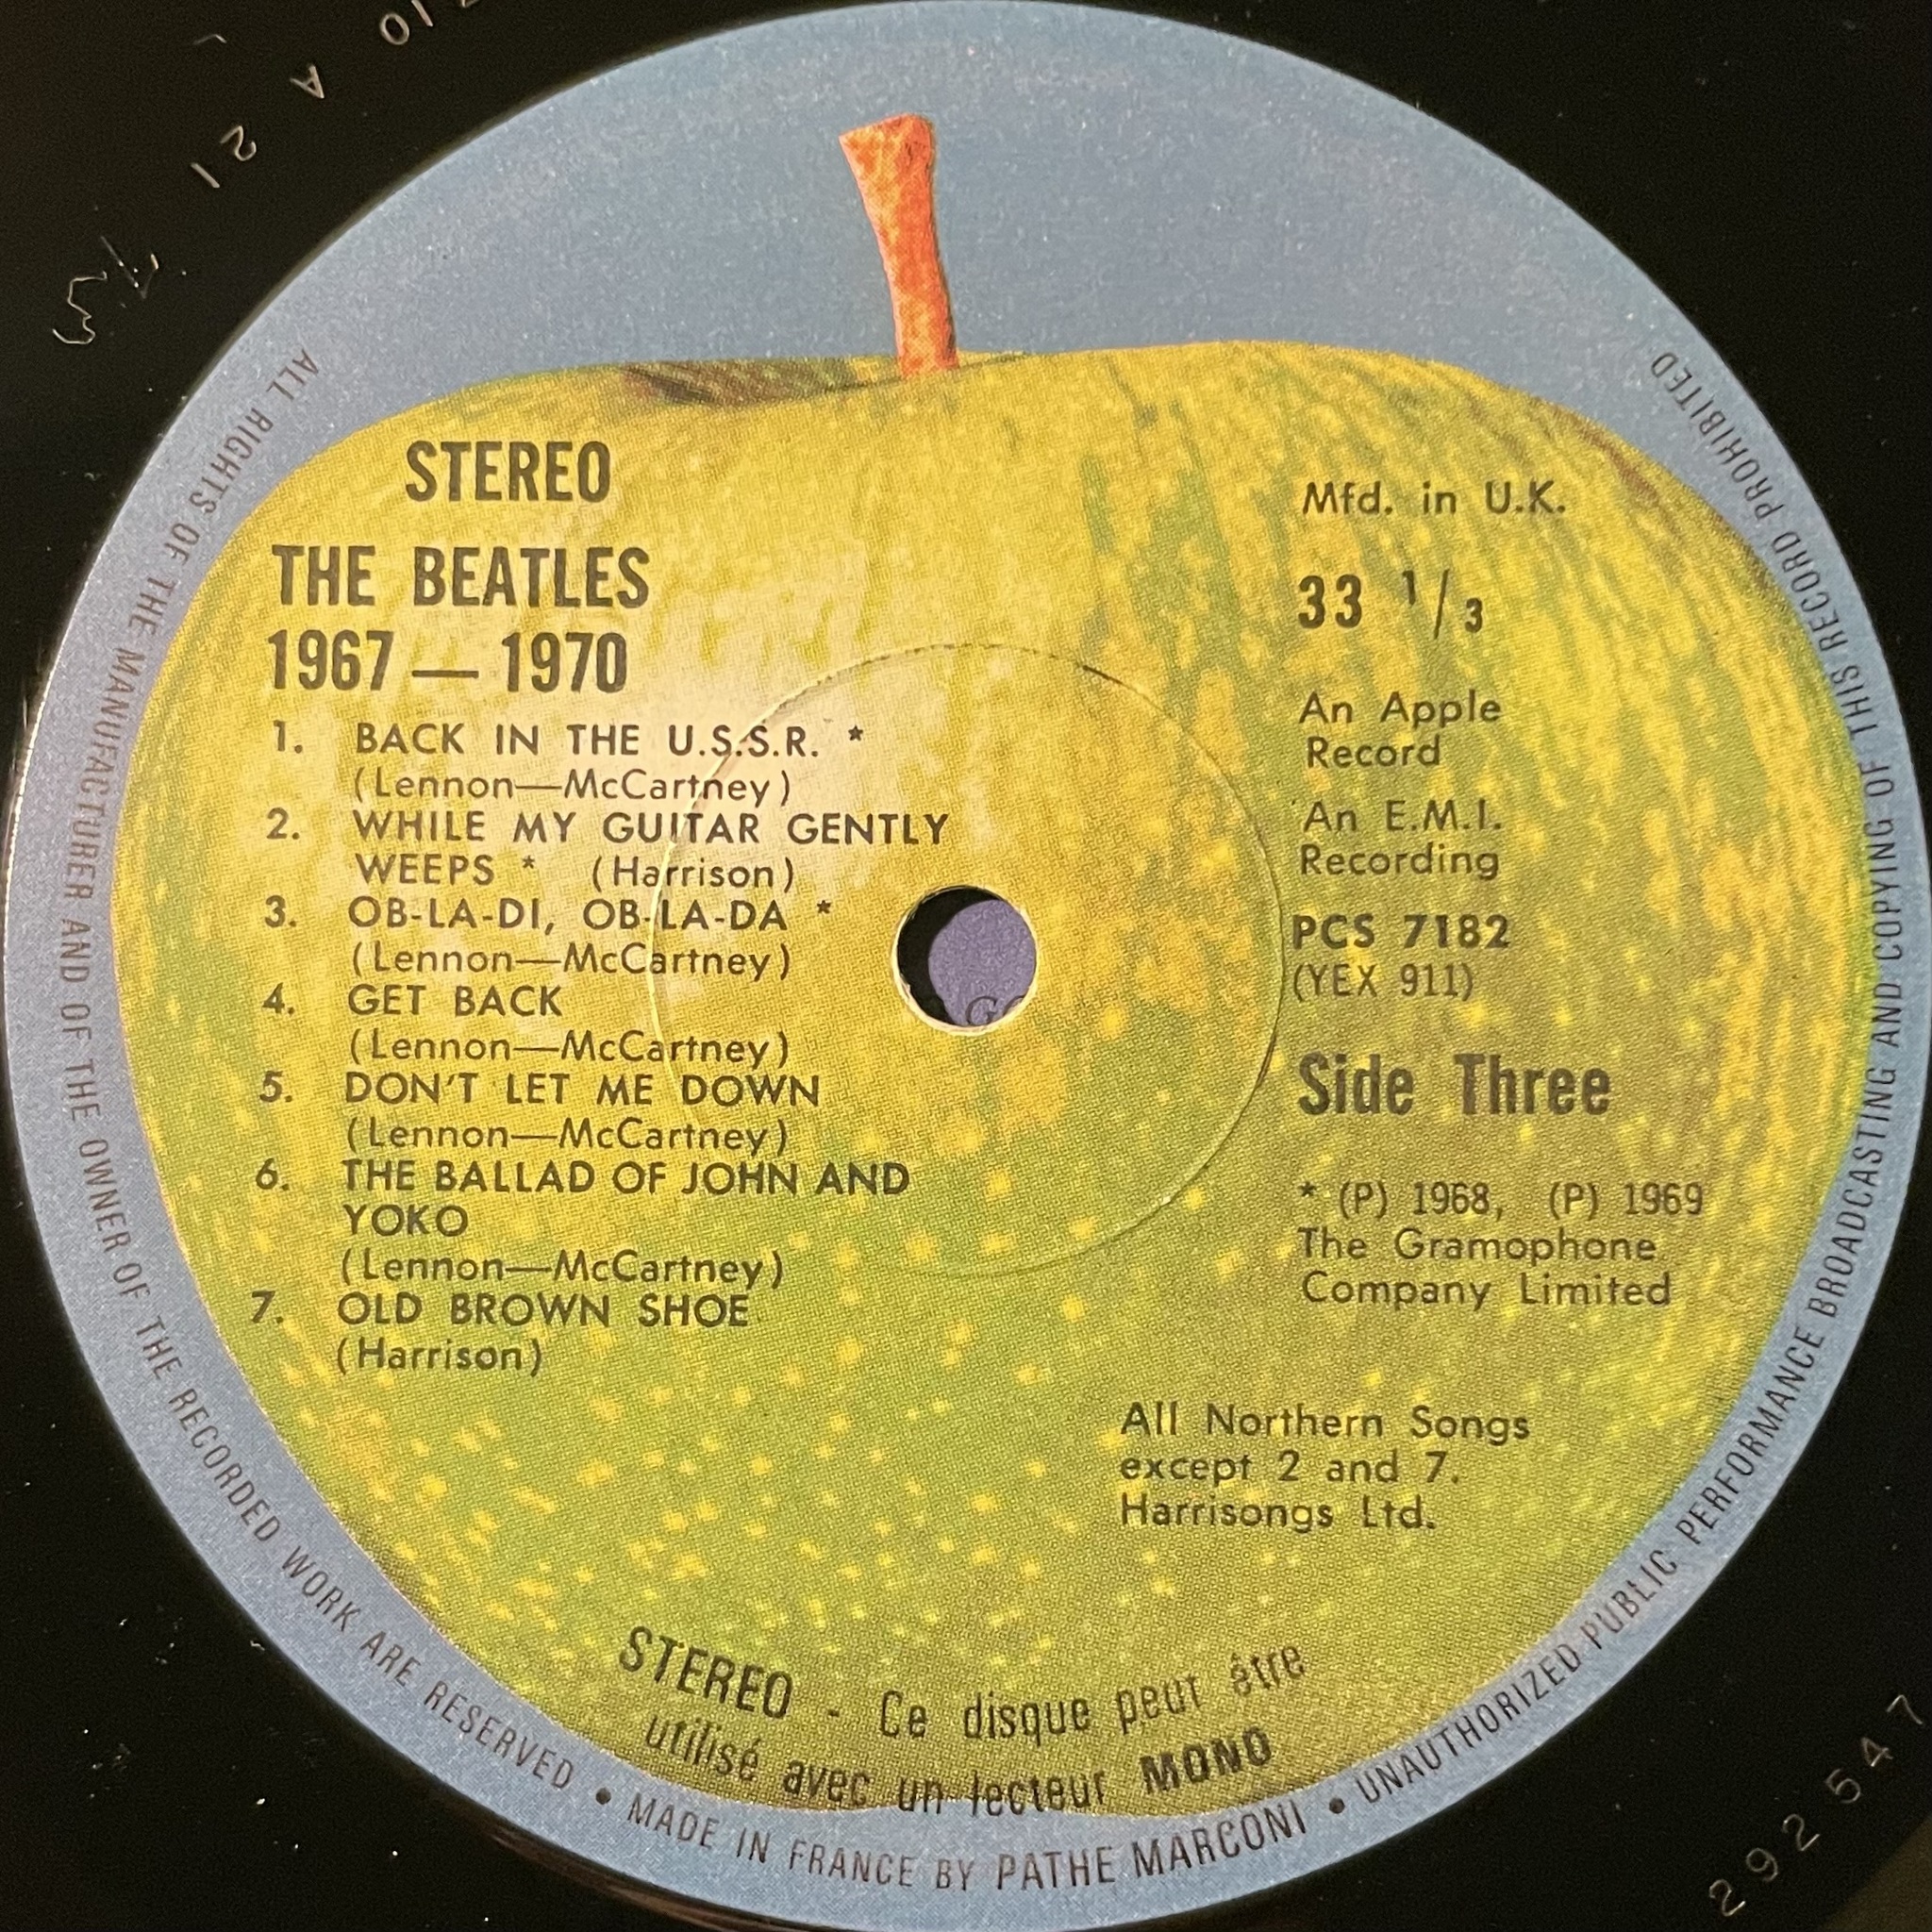 STEREO
THE BEATLES
1967 — 1970
1. BACK IN THE U.S.S.R. *
(Lennon—McCartney)
2. WHILE MY GUITAR GENTLY
WEEPS * (Harrison)
3. OB-LA-DI, OB-LA-DA *
(Lennon—McCartney)
4. GET BACK
(Lennon—McCartney)
5. DON'T LET ME DOWN
(Lennon—McCartney)
6. THE BALLAD OF JOHN AND
YOKO
(Lennon—McCartney)
7. OLD BROWN SHOE
(Harrison)
Mfd. in U.K.
33 1/3
An Apple
Record
An E.M.I.
Recording
PCS 7182
(YEX 911)
Side Three
* (P) 1968, (P) 1969
The Gramophone
Company Limited
All Northern Songs
except 2 and 7.
Harrisongs Ltd.
STEREO - Ce disque peut être
utilisé avec un lecteur MONO
ALL RIGHTS OF THE MANUFACTURER AND OF THE OWNER OF THE RECORDED WORK ARE RESERVED • MADE IN FRANCE BY PATHE MARCONI • UNAUTHORIZED PUBLIC PERFORMANCE BROADCASTING AND COPYING OF THIS RECORD PROHIBITED
A 21
292547